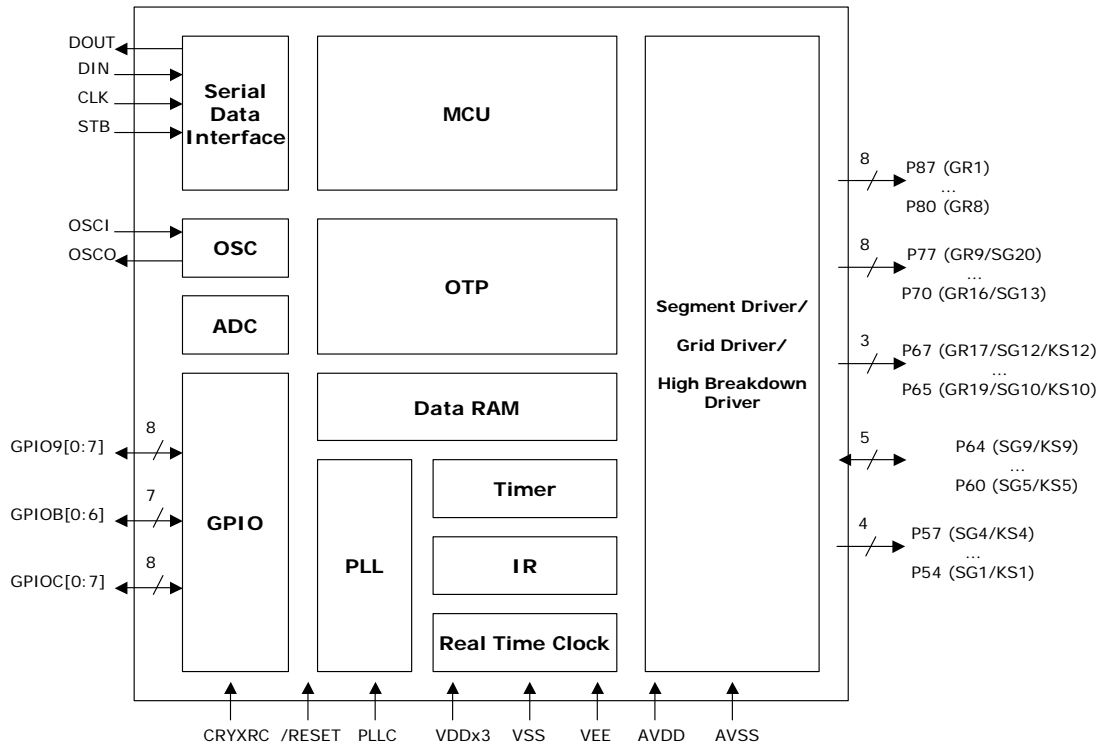 DOUT
DIN
CLK
STB
Serial
Data
Interface
MCU
OSCI
OSCO
OSC
OTP
ADC
Data RAM
GPIO9[0:7]
8
GPIOB[0:6]
7
GPIOC[0:7]
8
GPIO
PLL
Timer
IR
Real Time Clock
Segment Driver/
Grid Driver/
High Breakdown
Driver
8
P87 (GR1)
...
P80 (GR8)
8
P77 (GR9/SG20)
...
P70 (GR16/SG13)
3
P67 (GR17/SG12/KS12)
...
P65 (GR19/SG10/KS10)
5
P64 (SG9/KS9)
...
P60 (SG5/KS5)
4
P57 (SG4/KS4)
...
P54 (SG1/KS1)
CRYXRC /RESET PLLC VDDx3 VSS VEE AVDD AVSS